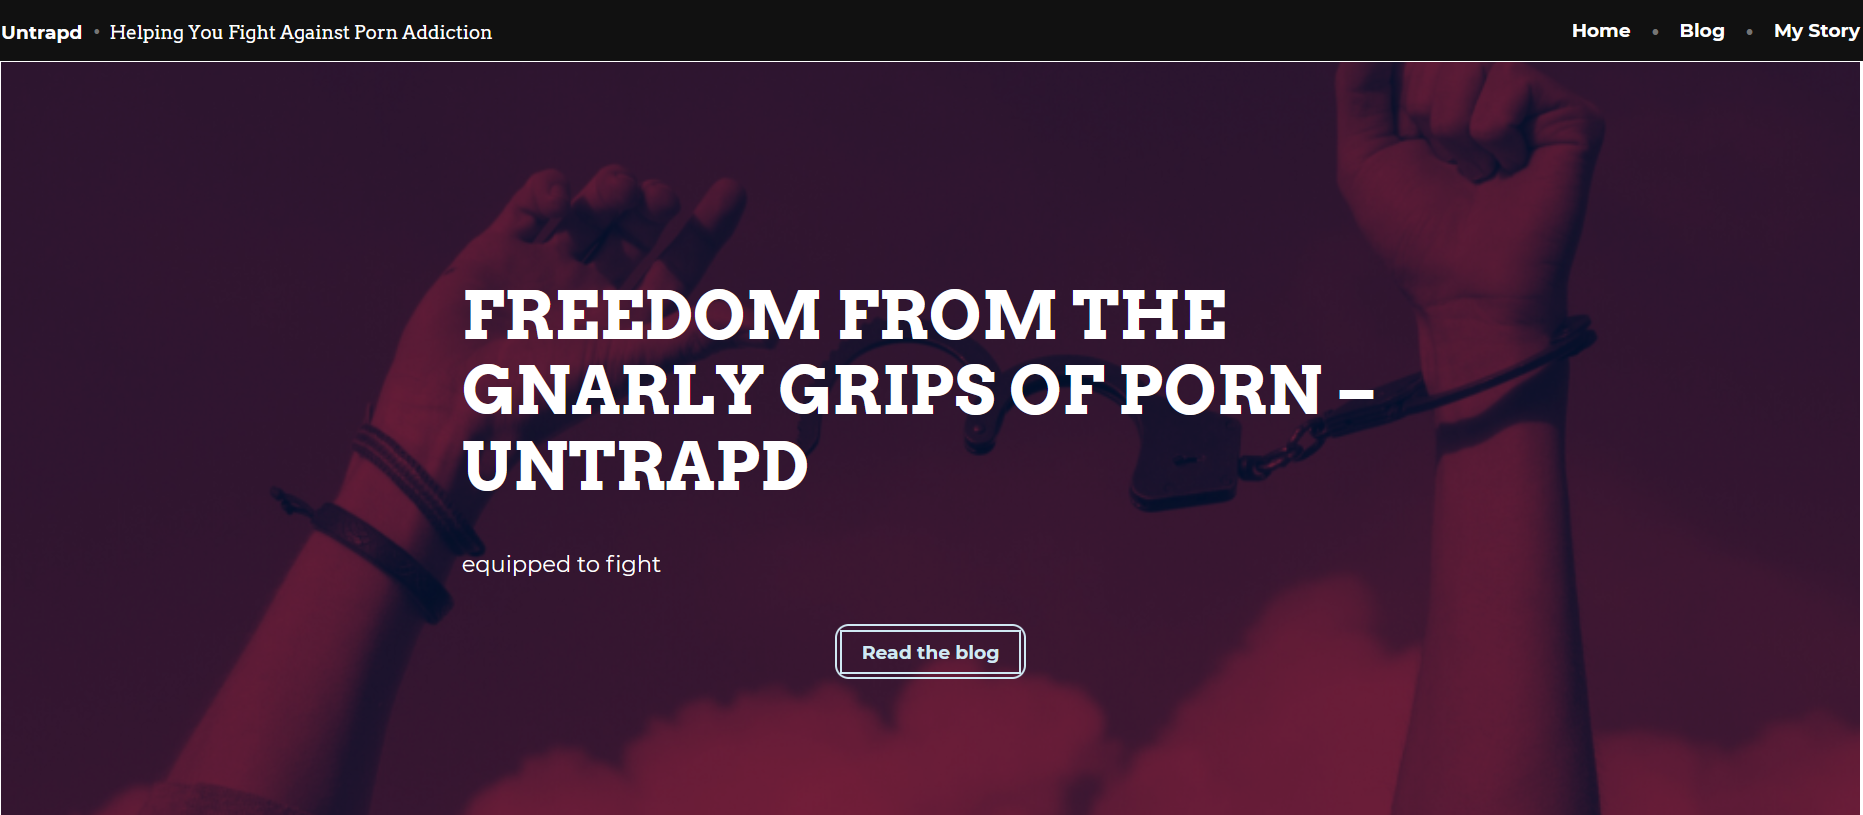 Untrapd • Helping You Fight Against Porn Addiction
Home • Blog • My Story
FREEDOM FROM THE
GNARLY GRIPS OF PORN –
UNTRAPD
equipped to fight
Read the blog